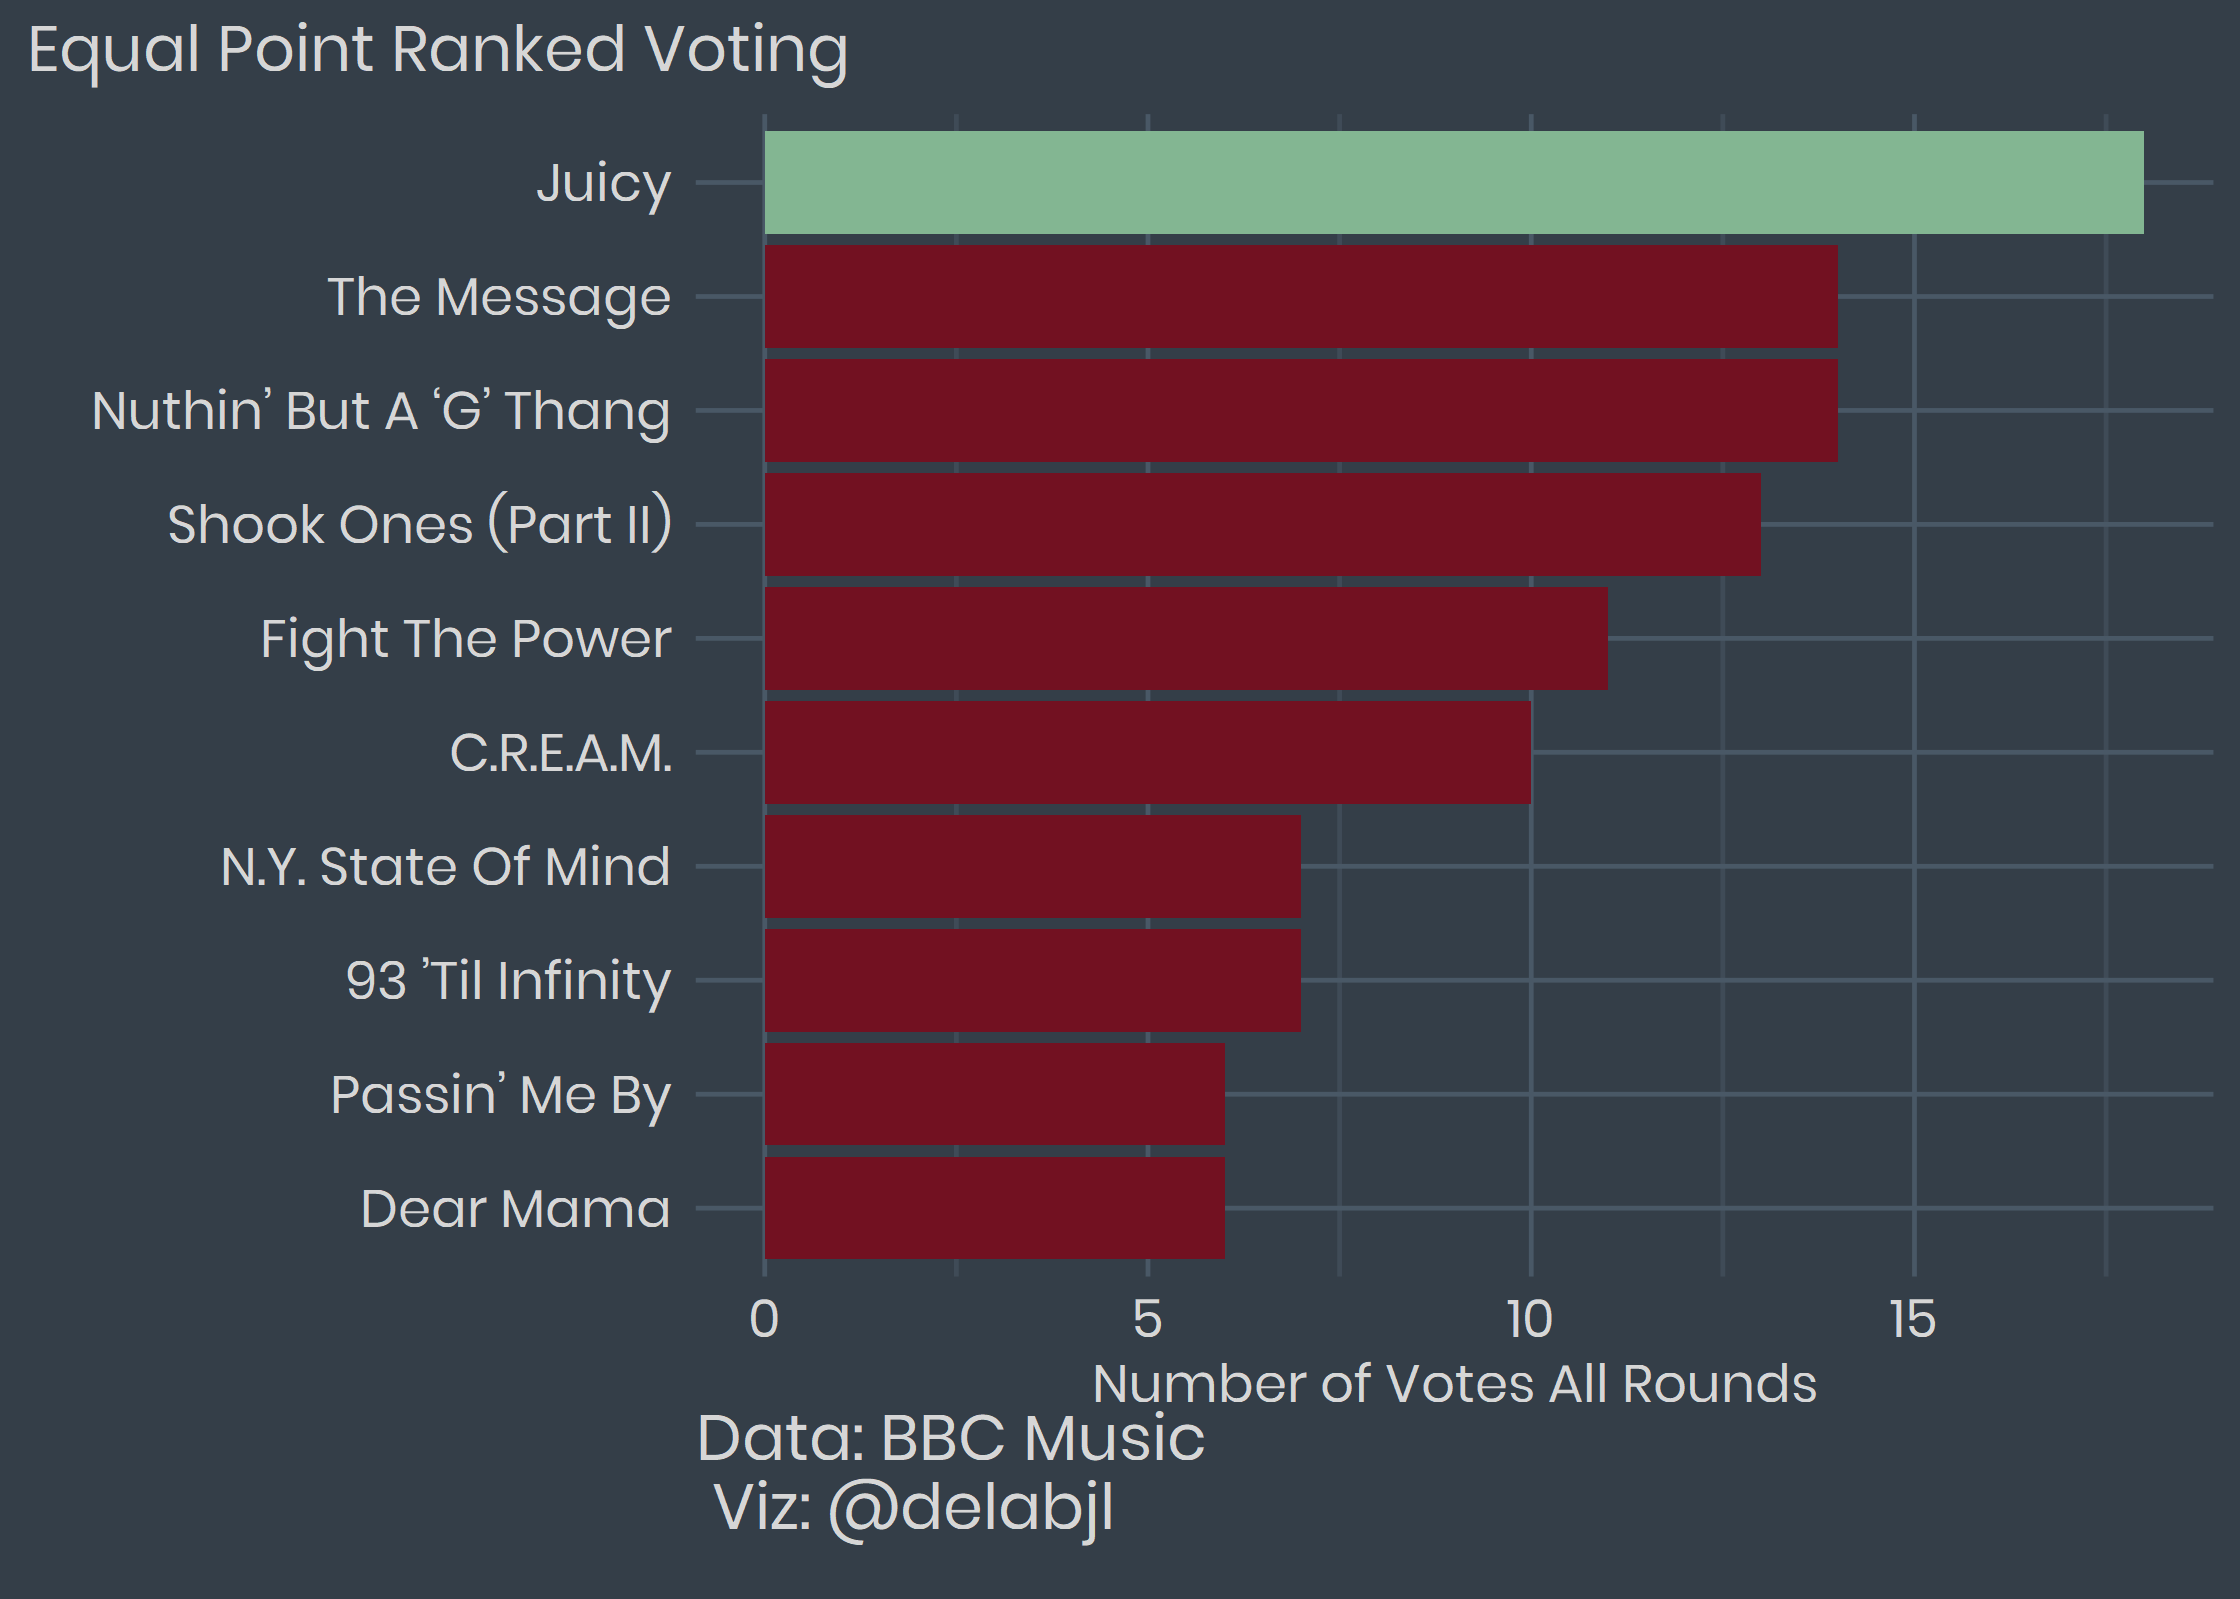 Equal Point Ranked Voting
Juicy
The Message
Nuthin’ But A ‘G’ Thang
Shook Ones (Part II)
Fight The Power
C.R.E.A.M.
N.Y. State Of Mind
93 ’Til Infinity
Passin’ Me By
Dear Mama
0 5 10 15
Number of Votes All Rounds
Data: BBC Music
Viz: @delabjl